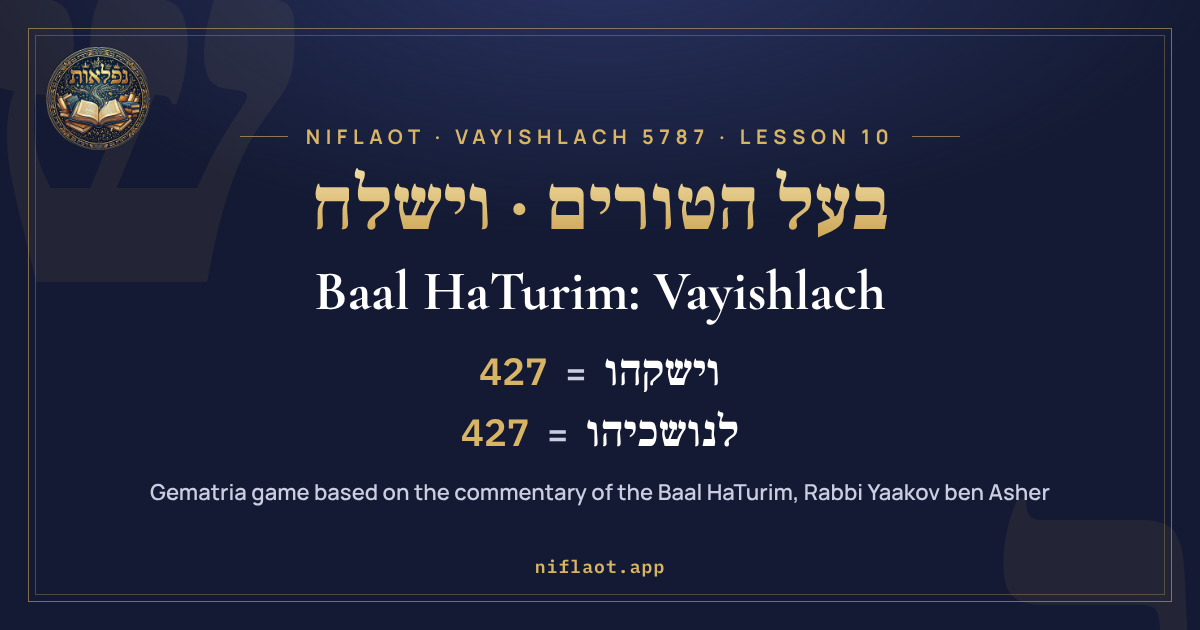 נפלאות
NIFLAOT · VAYISHLACH 5787 · LESSON 10
בעל הטורים · וישלח
Baal HaTurim: Vayishlach
וישקהו = 427
לנושכיהו = 427
Gematria game based on the commentary of the Baal HaTurim, Rabbi Yaakov ben Asher
niflaot.app